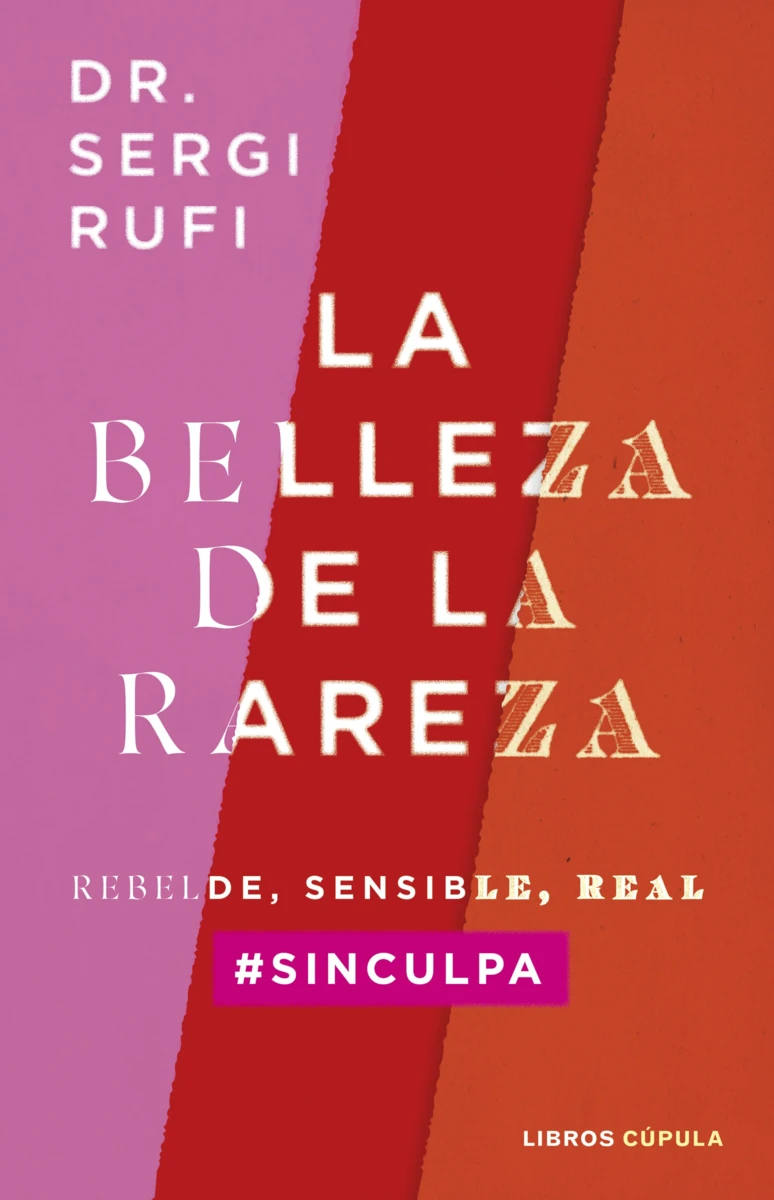 DR.
SERGI
RUFI
LA
BELLEZA
DE LA
RAREZA
REBELDE, SENSIBLE, REAL
#SINCULPA
LIBROS CÚPULA